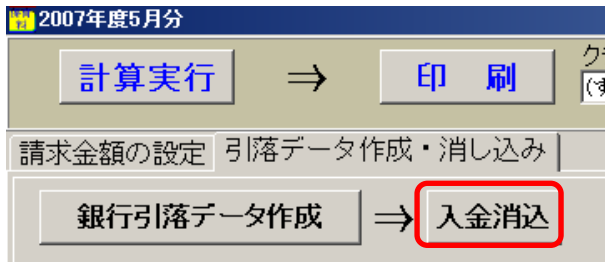 2007年度5月分
計算実行 ⇒ 印 刷
請求金額の設定 引落データ作成・消し込み
銀行引落データ作成 ⇒ 入金消込